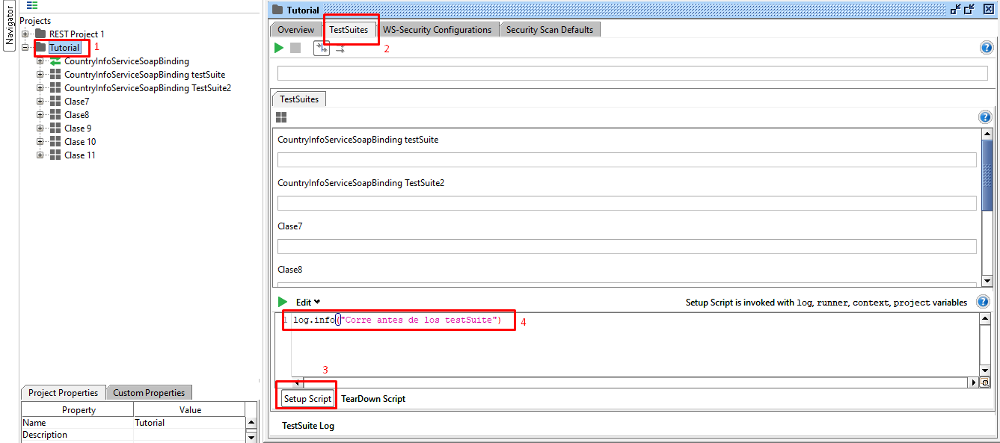 Navigator
Projects
REST Project 1
Tutorial 1
CountryInfoServiceSoapBinding
CountryInfoServiceSoapBinding testSuite
CountryInfoServiceSoapBinding TestSuite2
Clase7
Clase8
Clase 9
Clase 10
Clase 11
Project Properties Custom Properties
Property Value
Name Tutorial
Description
Tutorial
Overview TestSuites WS-Security Configurations Security Scan Defaults
2
TestSuites
CountryInfoServiceSoapBinding testSuite
CountryInfoServiceSoapBinding TestSuite2
Clase7
Clase8
Edit Setup Script is invoked with log, runner, context, project variables
1 log.info("Corre antes de los testSuite") 4
3
Setup Script TearDown Script
TestSuite Log